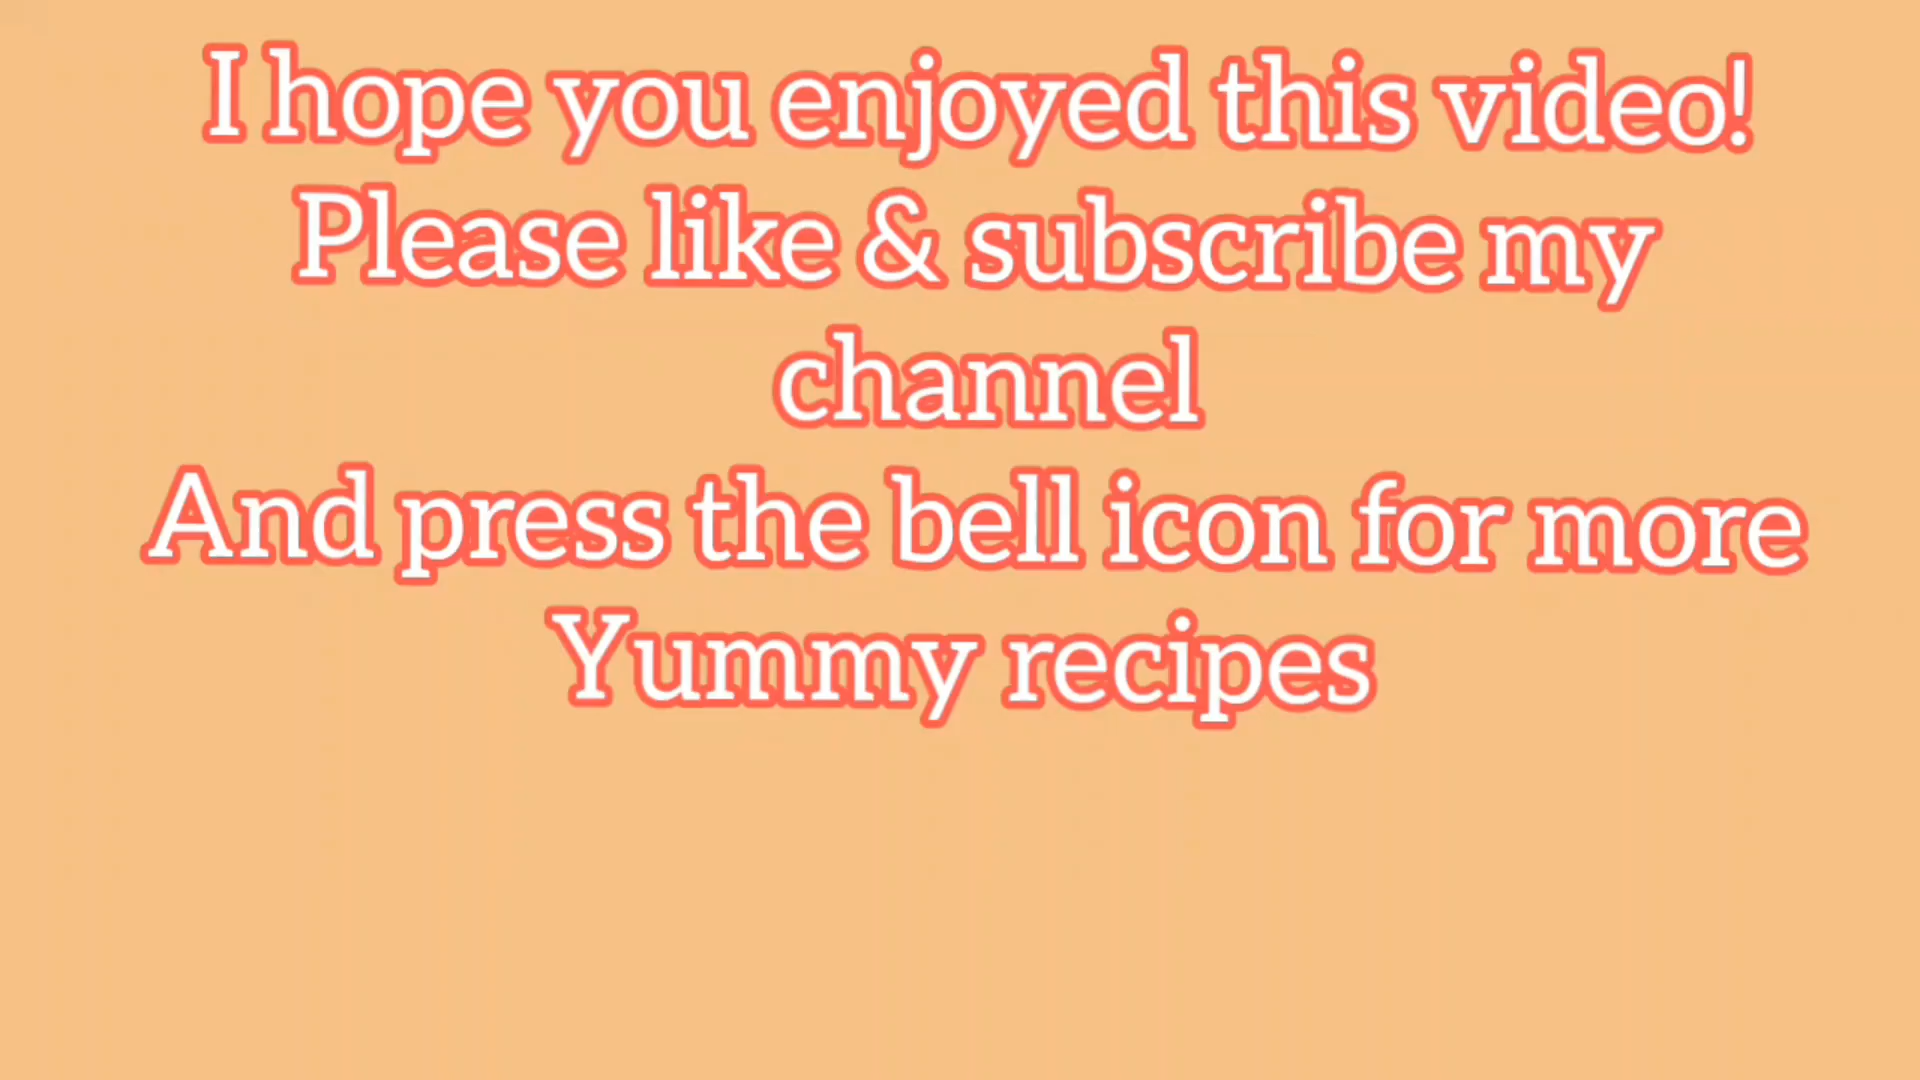 I hope you enjoyed this video!
Please like & subscribe my
channel
And press the bell icon for more
Yummy recipes